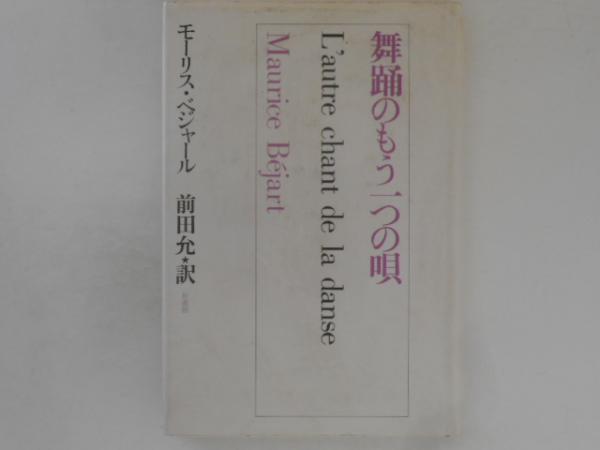 舞踊のもう一つの唄
L'autre chant de la danse
Maurice Béjart
モーリス・ベジャール 前田允★訳